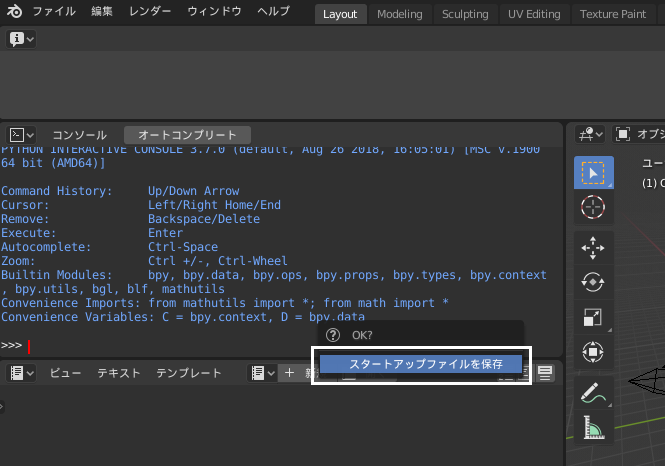 ファイル 編集 レンダー ウィンドウ ヘルプ Layout Modeling Sculpting UV Editing Texture Paint
コンソール オートコンプリート オブジ
PYTHON INTERACTIVE CONSOLE 3.7.0 (default, Aug 26 2018, 16:05:01) [MSC v.1900
64 bit (AMD64)]
ユー
(1) C
Command History: Up/Down Arrow
Cursor: Left/Right Home/End
Remove: Backspace/Delete
Execute: Enter
Autocomplete: Ctrl-Space
Zoom: Ctrl +/-, Ctrl-Wheel
Builtin Modules: bpy, bpy.data, bpy.ops, bpy.props, bpy.types, bpy.context
, bpy.utils, bgl, blf, mathutils
Convenience Imports: from mathutils import *; from math import *
Convenience Variables: C = bpy.context, D = bpy.data
OK?
>>>
スタートアップファイルを保存
ビュー テキスト テンプレート